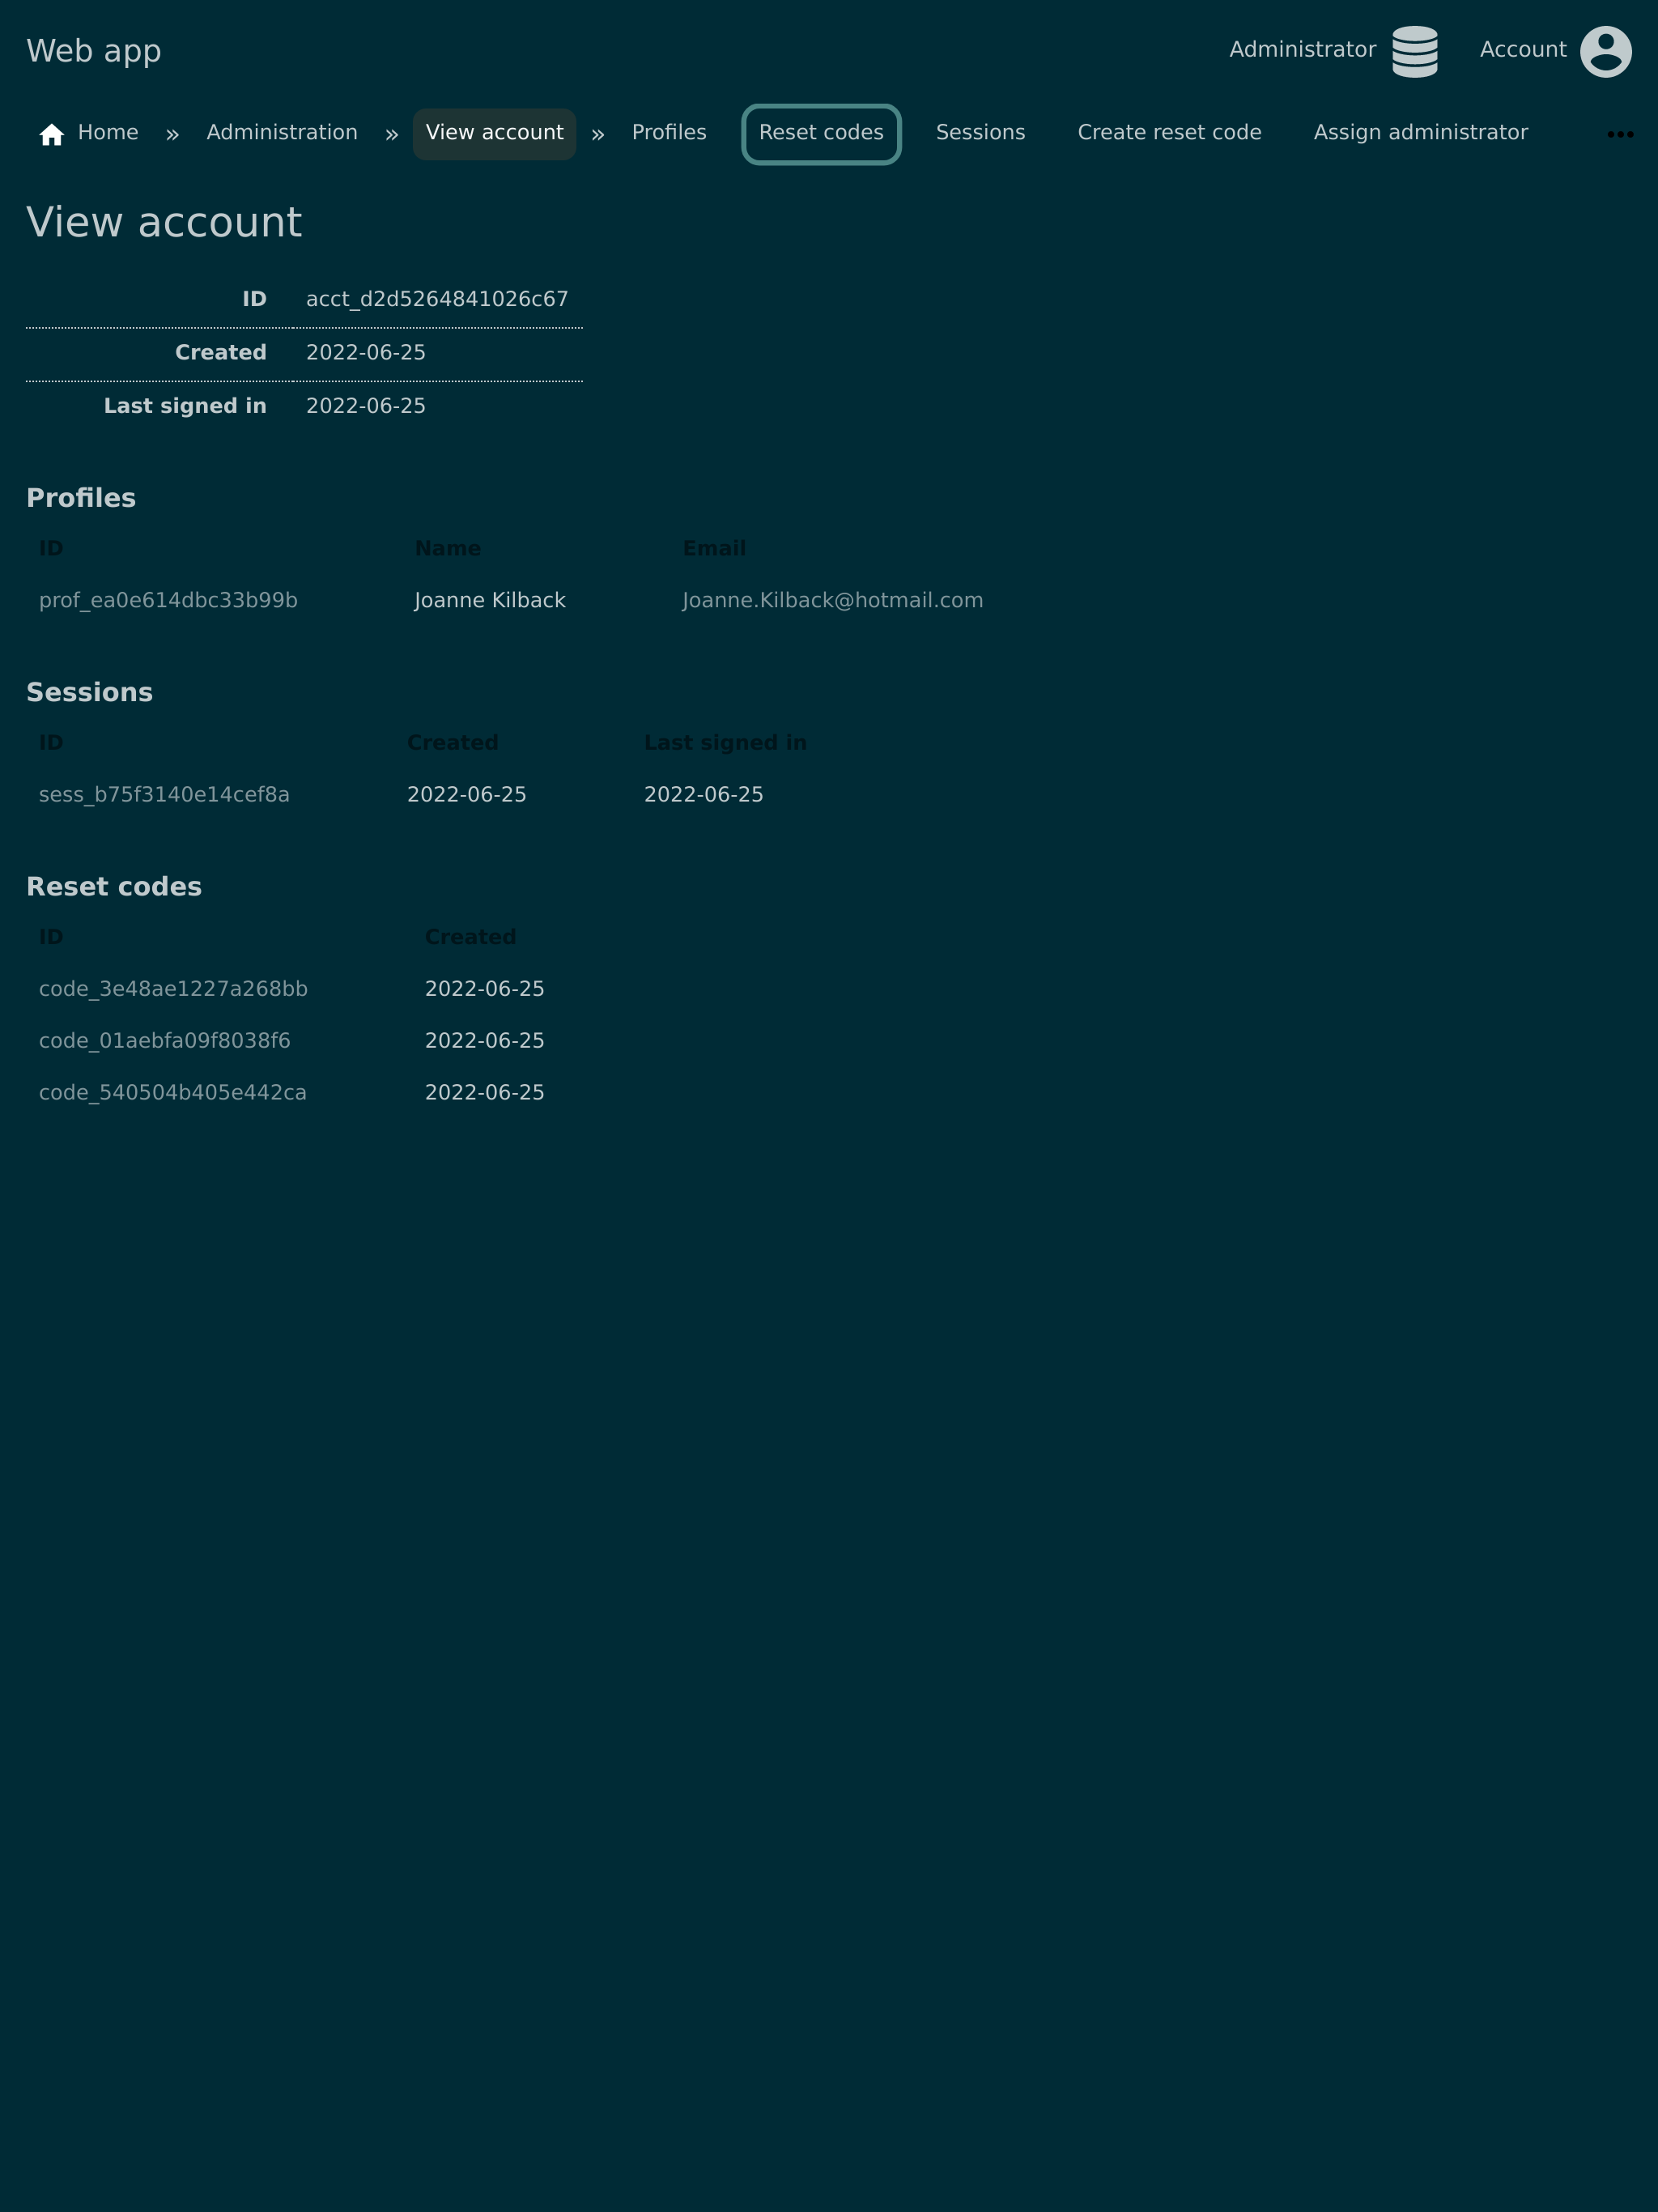 Web app
Administrator
Account
Home » Administration » View account » Profiles Reset codes Sessions Create reset code Assign administrator
View account
ID acct_d2d5264841026c67
Created 2022-06-25
Last signed in 2022-06-25
Profiles
ID Name Email
prof_ea0e614dbc33b99b Joanne Kilback Joanne.Kilback@hotmail.com
Sessions
ID Created Last signed in
sess_b75f3140e14cef8a 2022-06-25 2022-06-25
Reset codes
ID Created
code_3e48ae1227a268bb 2022-06-25
code_01aebfa09f8038f6 2022-06-25
code_540504b405e442ca 2022-06-25